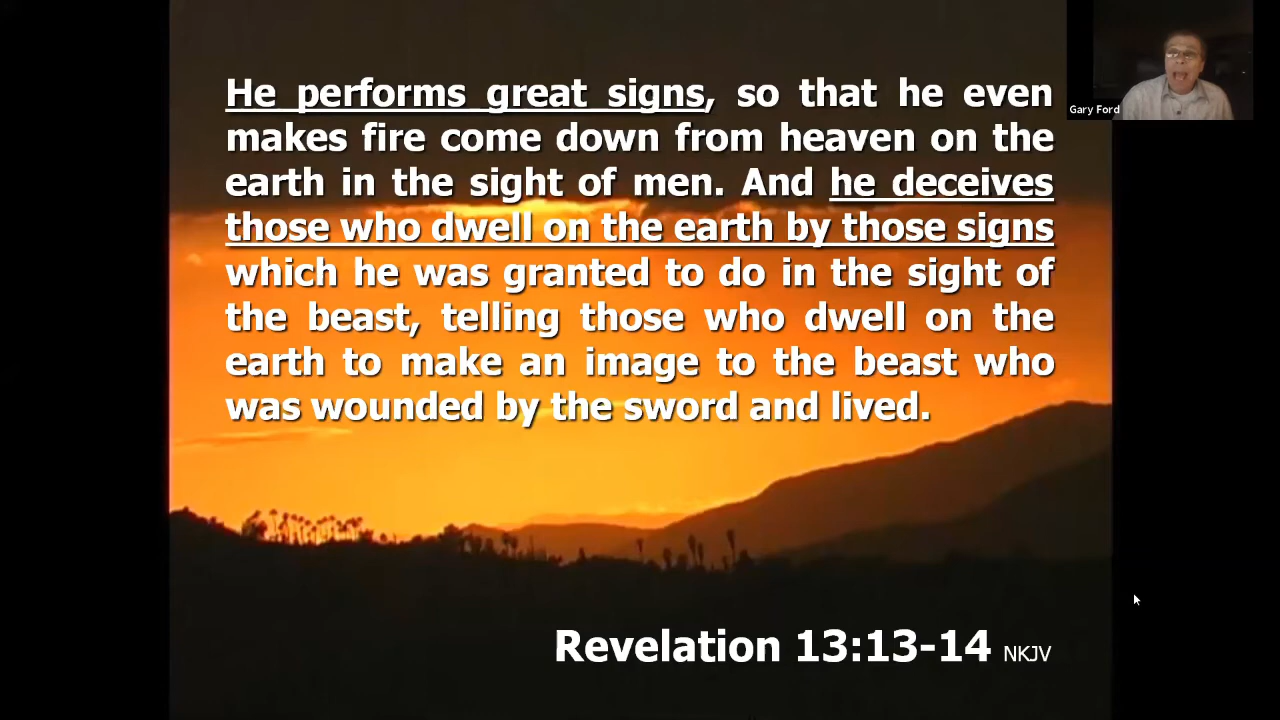 He performs great signs, so that he even
makes fire come down from heaven on the
earth in the sight of men. And he deceives
those who dwell on the earth by those signs
which he was granted to do in the sight of
the beast, telling those who dwell on the
earth to make an image to the beast who
was wounded by the sword and lived.
Revelation 13:13-14 NKJV
Gary Ford